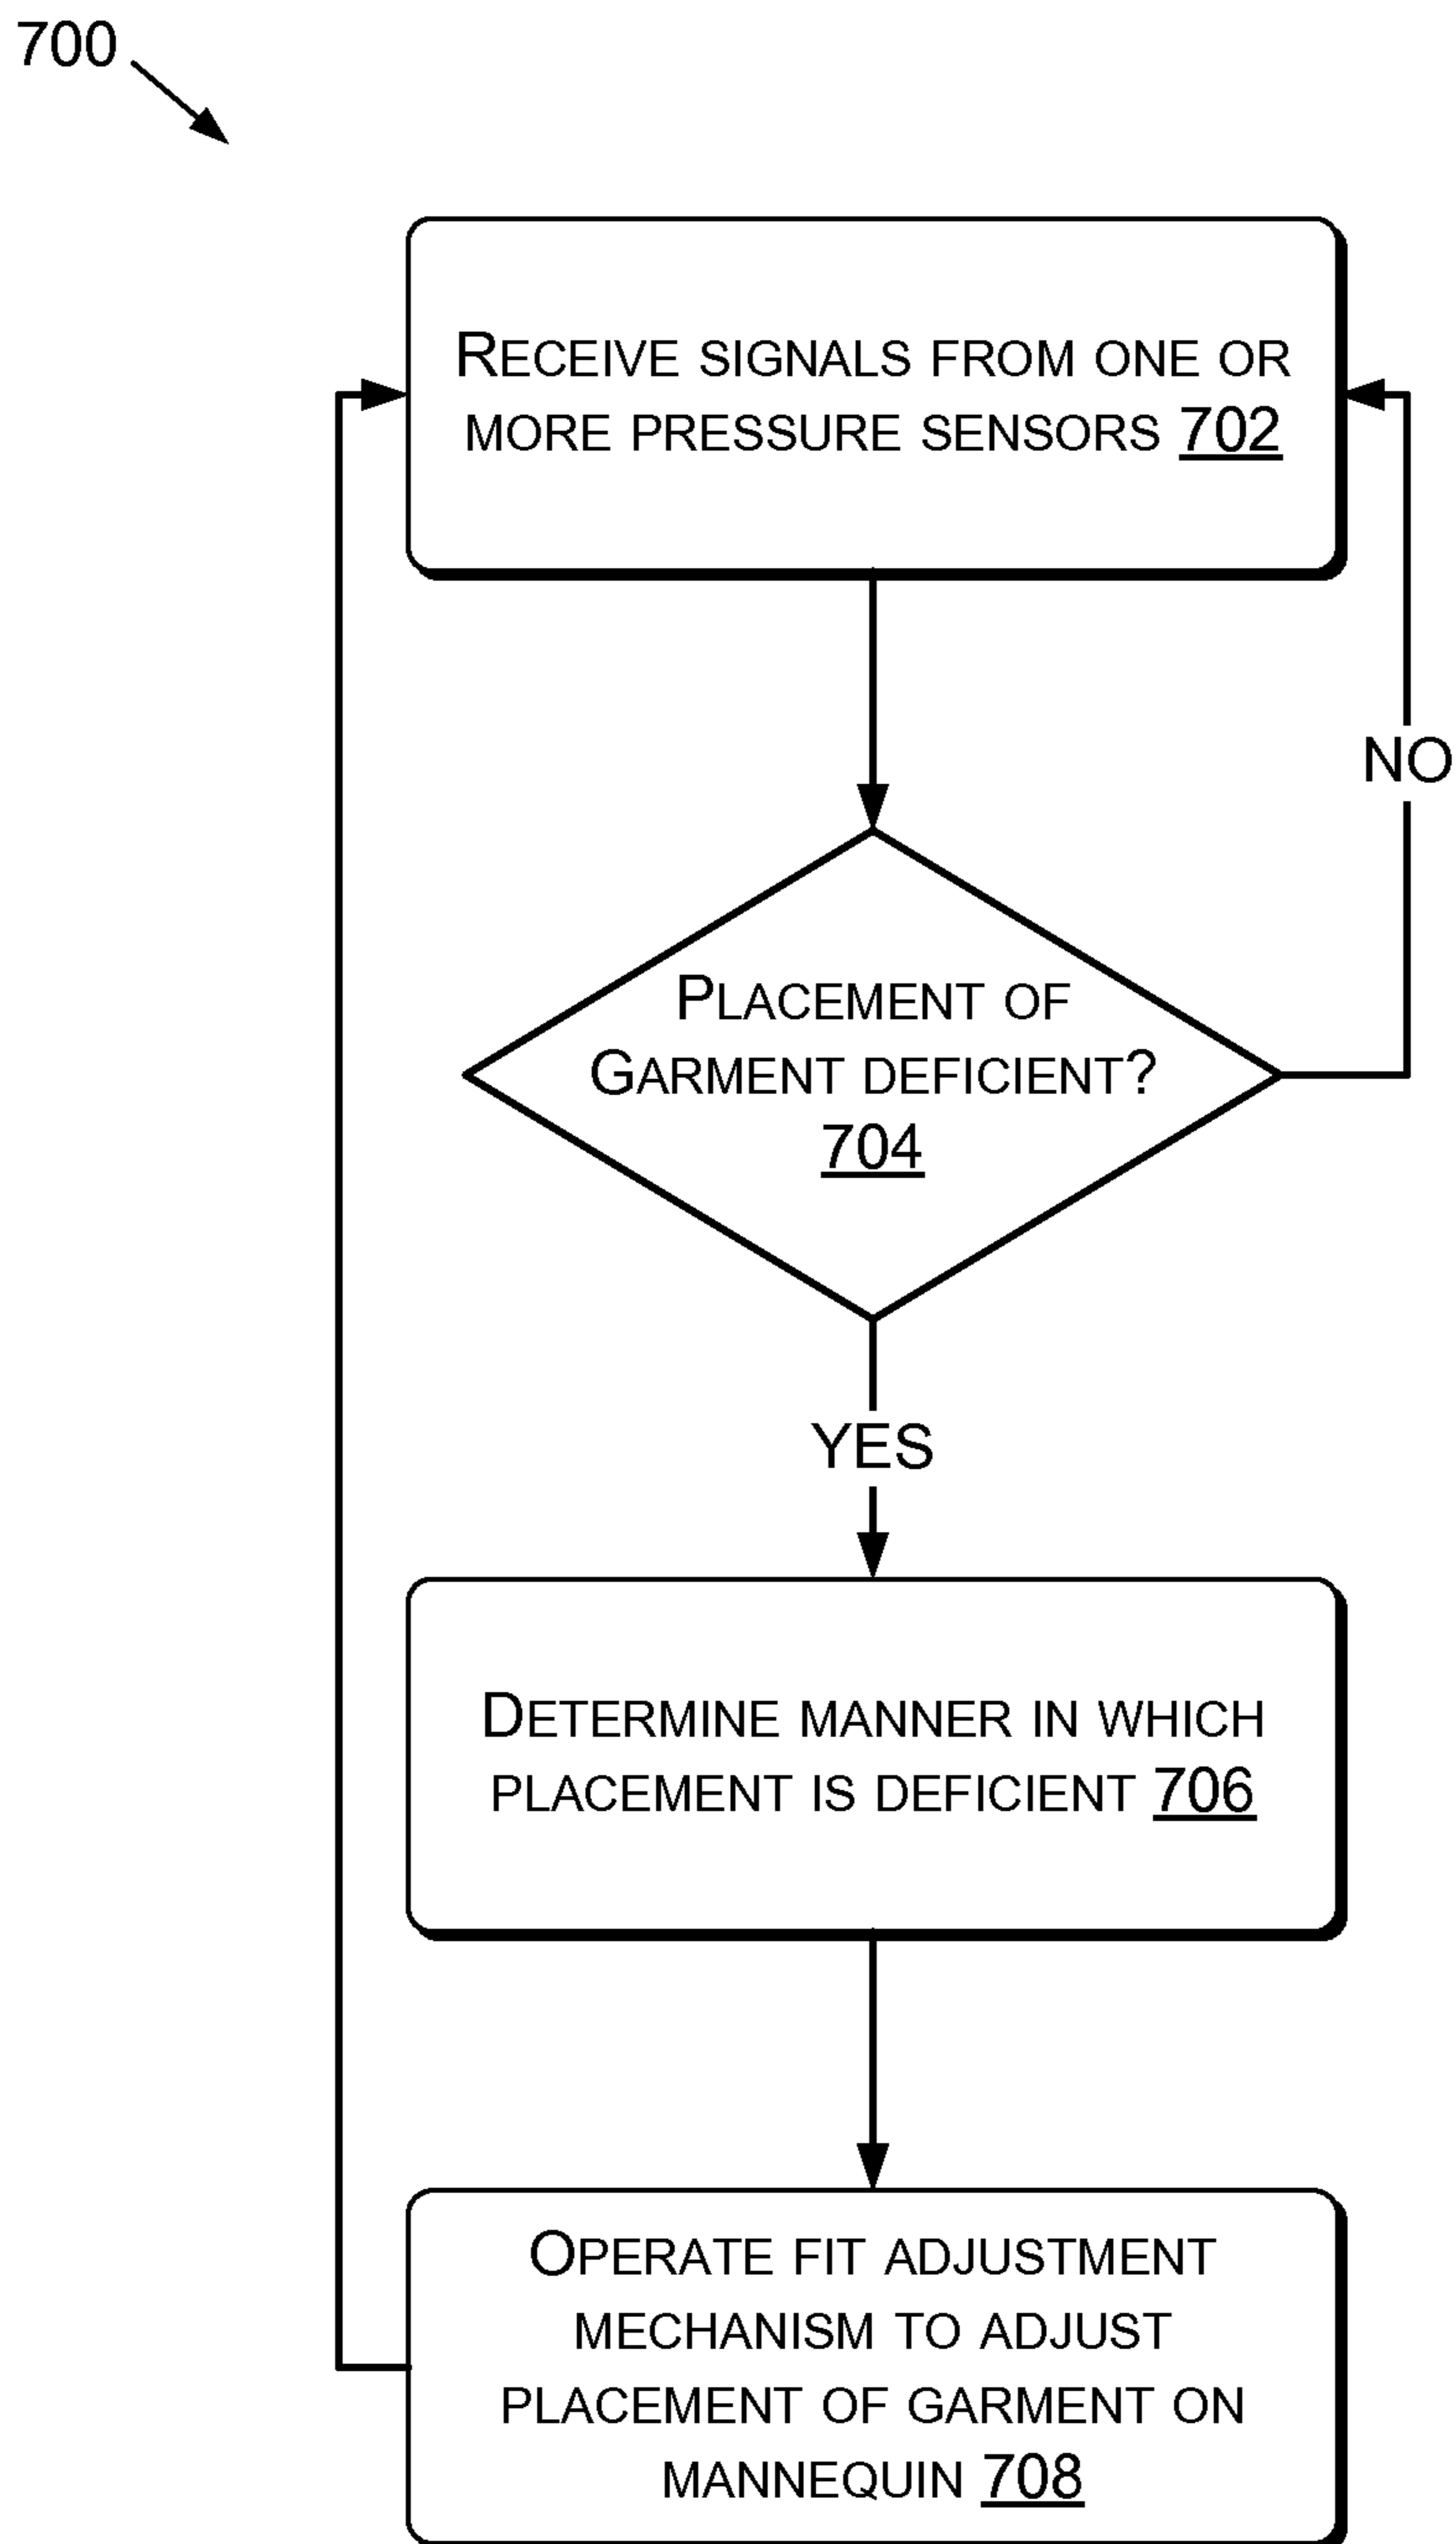 700
RECEIVE SIGNALS FROM ONE OR
MORE PRESSURE SENSORS 702
NO
PLACEMENT OF
GARMENT DEFICIENT?
704
YES
DETERMINE MANNER IN WHICH
PLACEMENT IS DEFICIENT 706
OPERATE FIT ADJUSTMENT
MECHANISM TO ADJUST
PLACEMENT OF GARMENT ON
MANNEQUIN 708